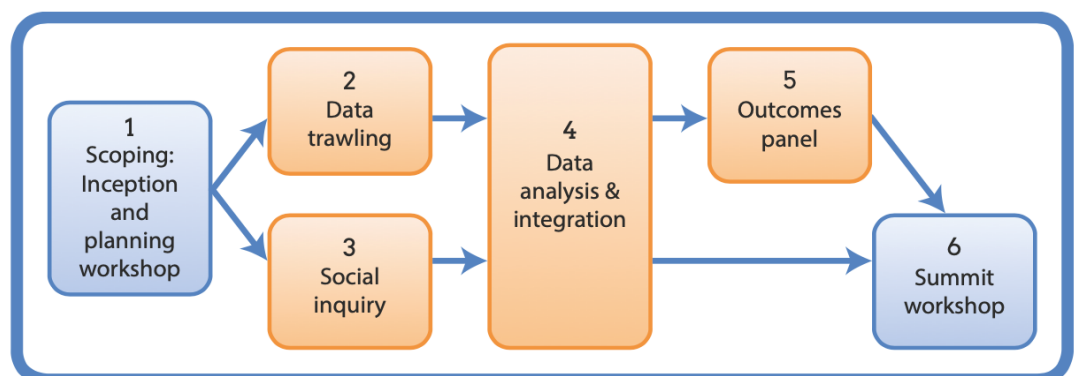 1
Scoping:
Inception
and
planning
workshop
2
Data
trawling
3
Social
inquiry
4
Data
analysis &
integration
5
Outcomes
panel
6
Summit
workshop